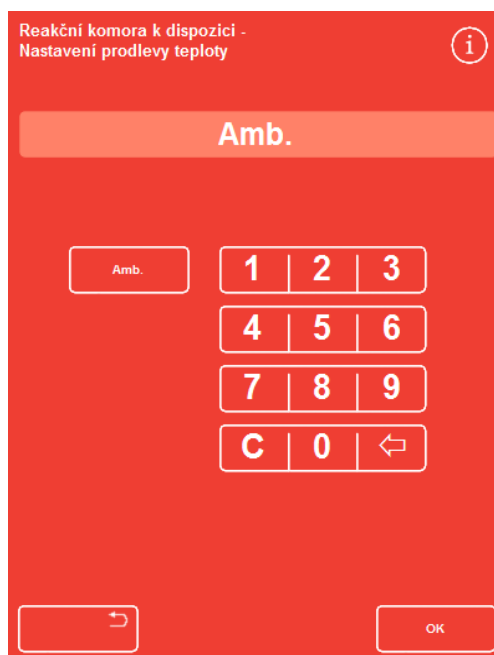 Reakční komora k dispozici -
Nastavení prodlevy teploty
i
Amb.
Amb.
1 2 3
4 5 6
7 8 9
C 0
OK